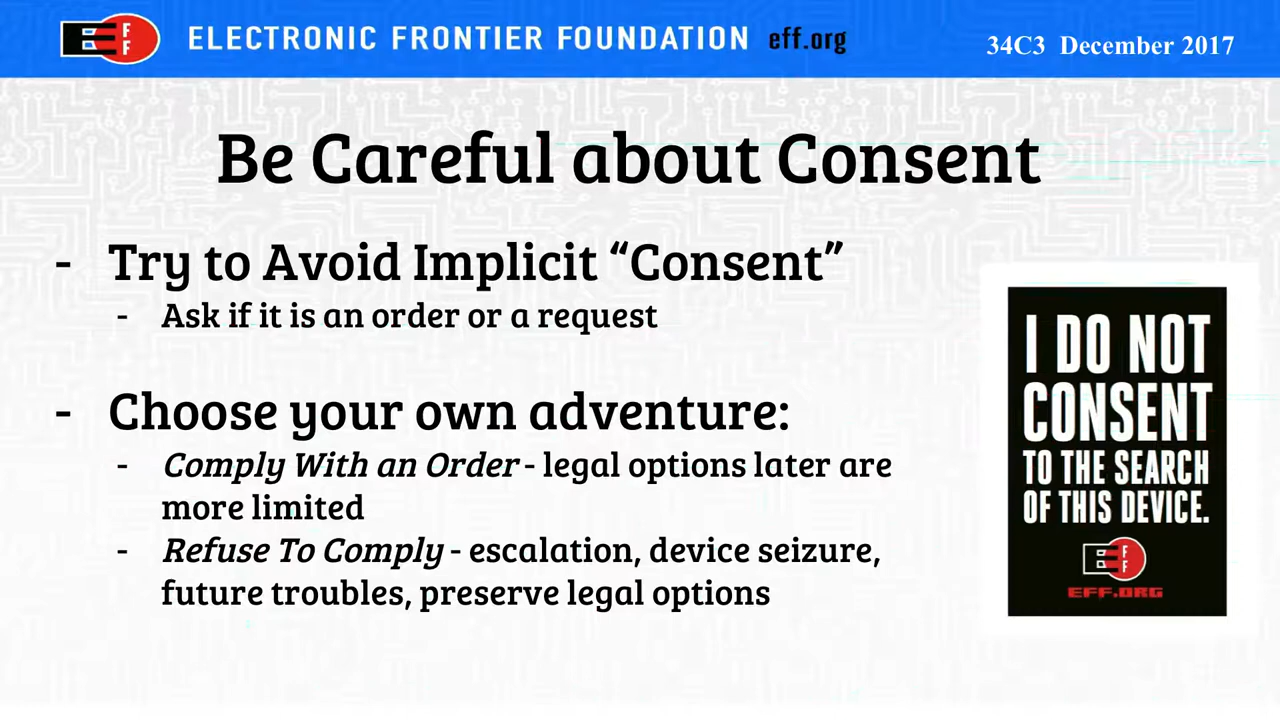 EFF ELECTRONIC FRONTIER FOUNDATION eff.org
34C3 December 2017
Be Careful about Consent
- Try to Avoid Implicit “Consent”
- Ask if it is an order or a request
- Choose your own adventure:
- Comply With an Order - legal options later are
more limited
- Refuse To Comply - escalation, device seizure,
future troubles, preserve legal options
I DO NOT
CONSENT
TO THE SEARCH
OF THIS DEVICE.
EFF
EFF.ORG